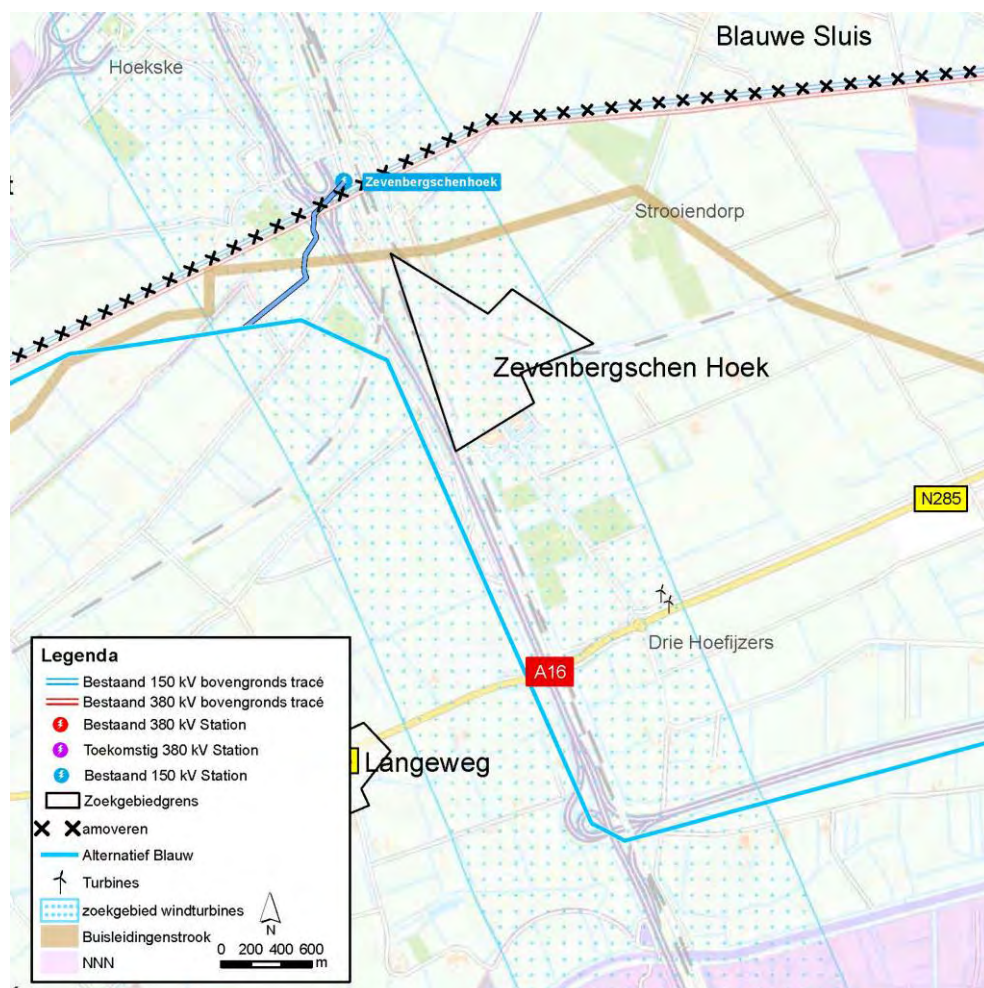 Blauwe Sluis
Hoekske
t
Zevenbergschenhoek
Strooiendorp
Zevenbergschen Hoek
N285
Drie Hoefijzers
A16
Langeweg
Legenda
Bestaand 150 kV bovengronds tracé
Bestaand 380 kV bovengronds tracé
Bestaand 380 kV Station
Toekomstig 380 kV Station
Bestaand 150 kV Station
Zoekgebiedgrens
amoveren
Alternatief Blauw
Turbines
zoekgebied windturbines
Buisleidingenstrook
NNN
N
0 200 400 600
m